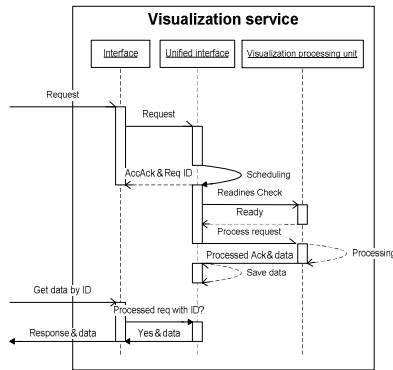 Visualization service
Interface
Unified interface
Visualization processing unit
Request
Request
AccAck & Req ID
Scheduling
Readines Check
Ready
Process request
Processing
Processed Ack & data
Save data
Get data by ID
Processed req with ID?
Response & data
Yes & data